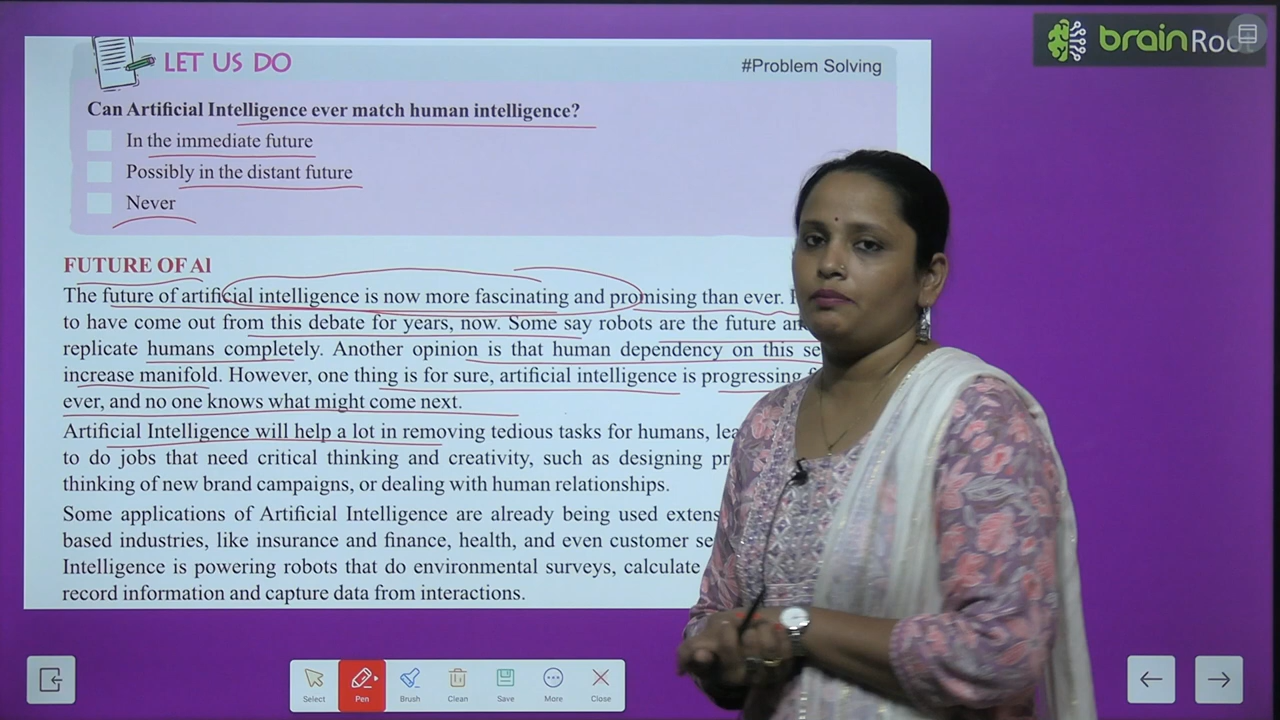 brainRoot
LET US DO
#Problem Solving
Can Artificial Intelligence ever match human intelligence?
In the immediate future
Possibly in the distant future
Never
FUTURE OF AI
The future of artificial intelligence is now more fascinating and promising than ever.
to have come out from this debate for years, now. Some say robots are the future
replicate humans completely. Another opinion is that human dependency on this
increase manifold. However, one thing is for sure, artificial intelligence is progressing
ever, and no one knows what might come next.
Artificial Intelligence will help a lot in removing tedious tasks for humans,
to do jobs that need critical thinking and creativity, such as designing
thinking of new brand campaigns, or dealing with human relationships.
Some applications of Artificial Intelligence are already being used
based industries, like insurance and finance, health, and even customer
Intelligence is powering robots that do environmental surveys, calculate
record information and capture data from interactions.
Select Pen Brush Clean Save More Close